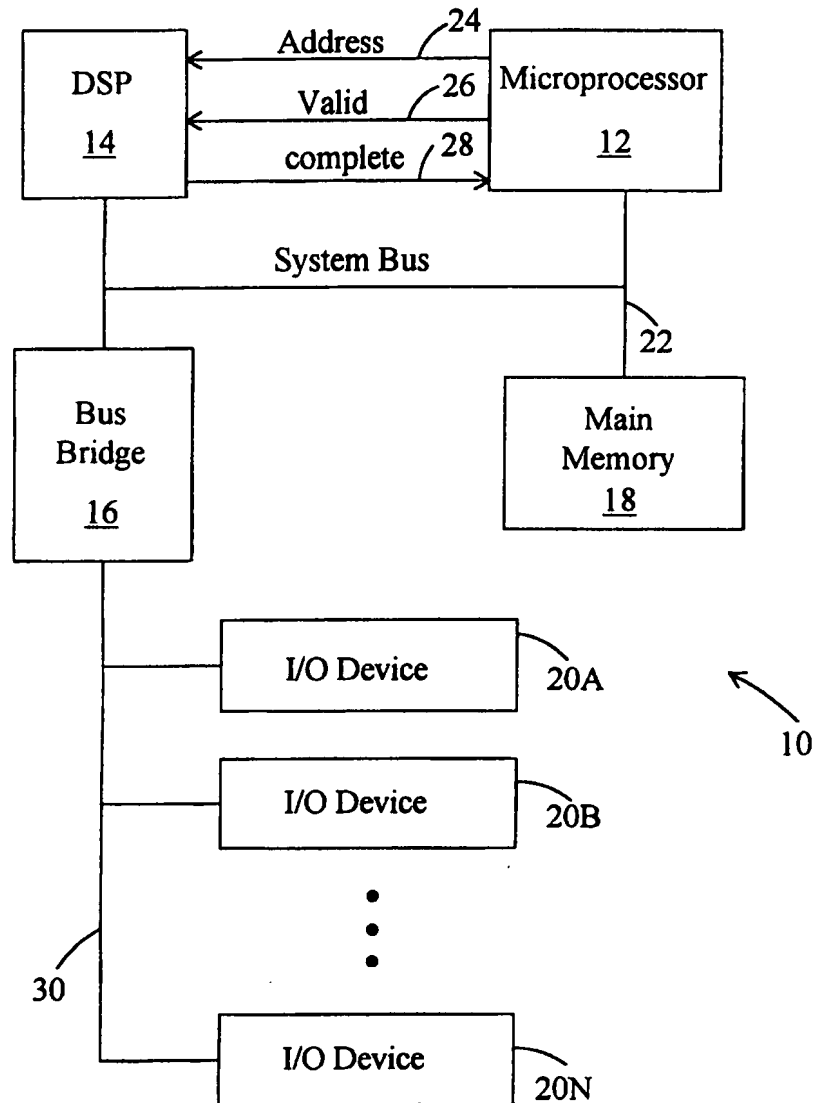 DSP
14
Address
24
Valid
26
complete
28
Microprocessor
12
System Bus
22
Bus
Bridge
16
Main
Memory
18
I/O Device
20A
10
I/O Device
20B
30
I/O Device
20N